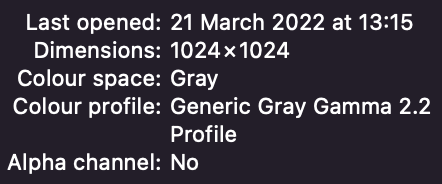 Last opened: 21 March 2022 at 13:15
Dimensions: 1024×1024
Colour space: Gray
Colour profile: Generic Gray Gamma 2.2
Profile
Alpha channel: No